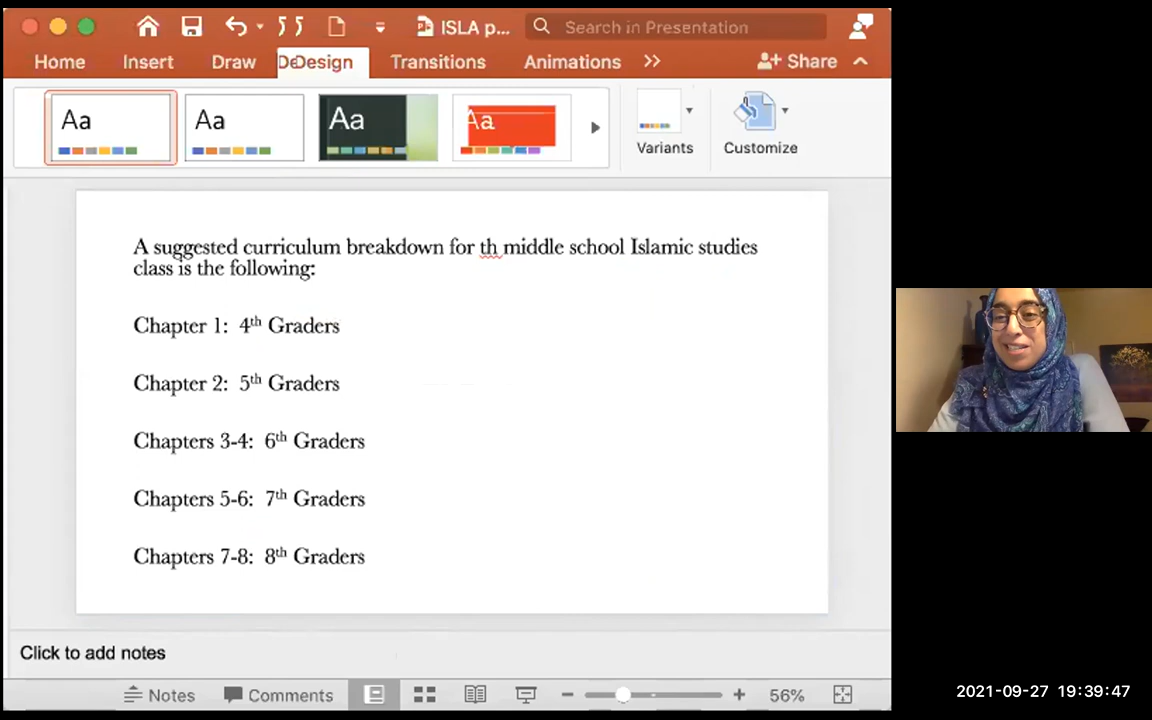 ISLA p...
Search in Presentation
Home
Insert
Draw
Design
Transitions
Animations
>>
Share
Aa
Aa
Aa
Aa
Variants
Customize
A suggested curriculum breakdown for th middle school Islamic studies
class is the following:
Chapter 1: 4th Graders
Chapter 2: 5th Graders
Chapters 3-4: 6th Graders
Chapters 5-6: 7th Graders
Chapters 7-8: 8th Graders
Click to add notes
Notes
Comments
56%
2021-09-27 19:39:47